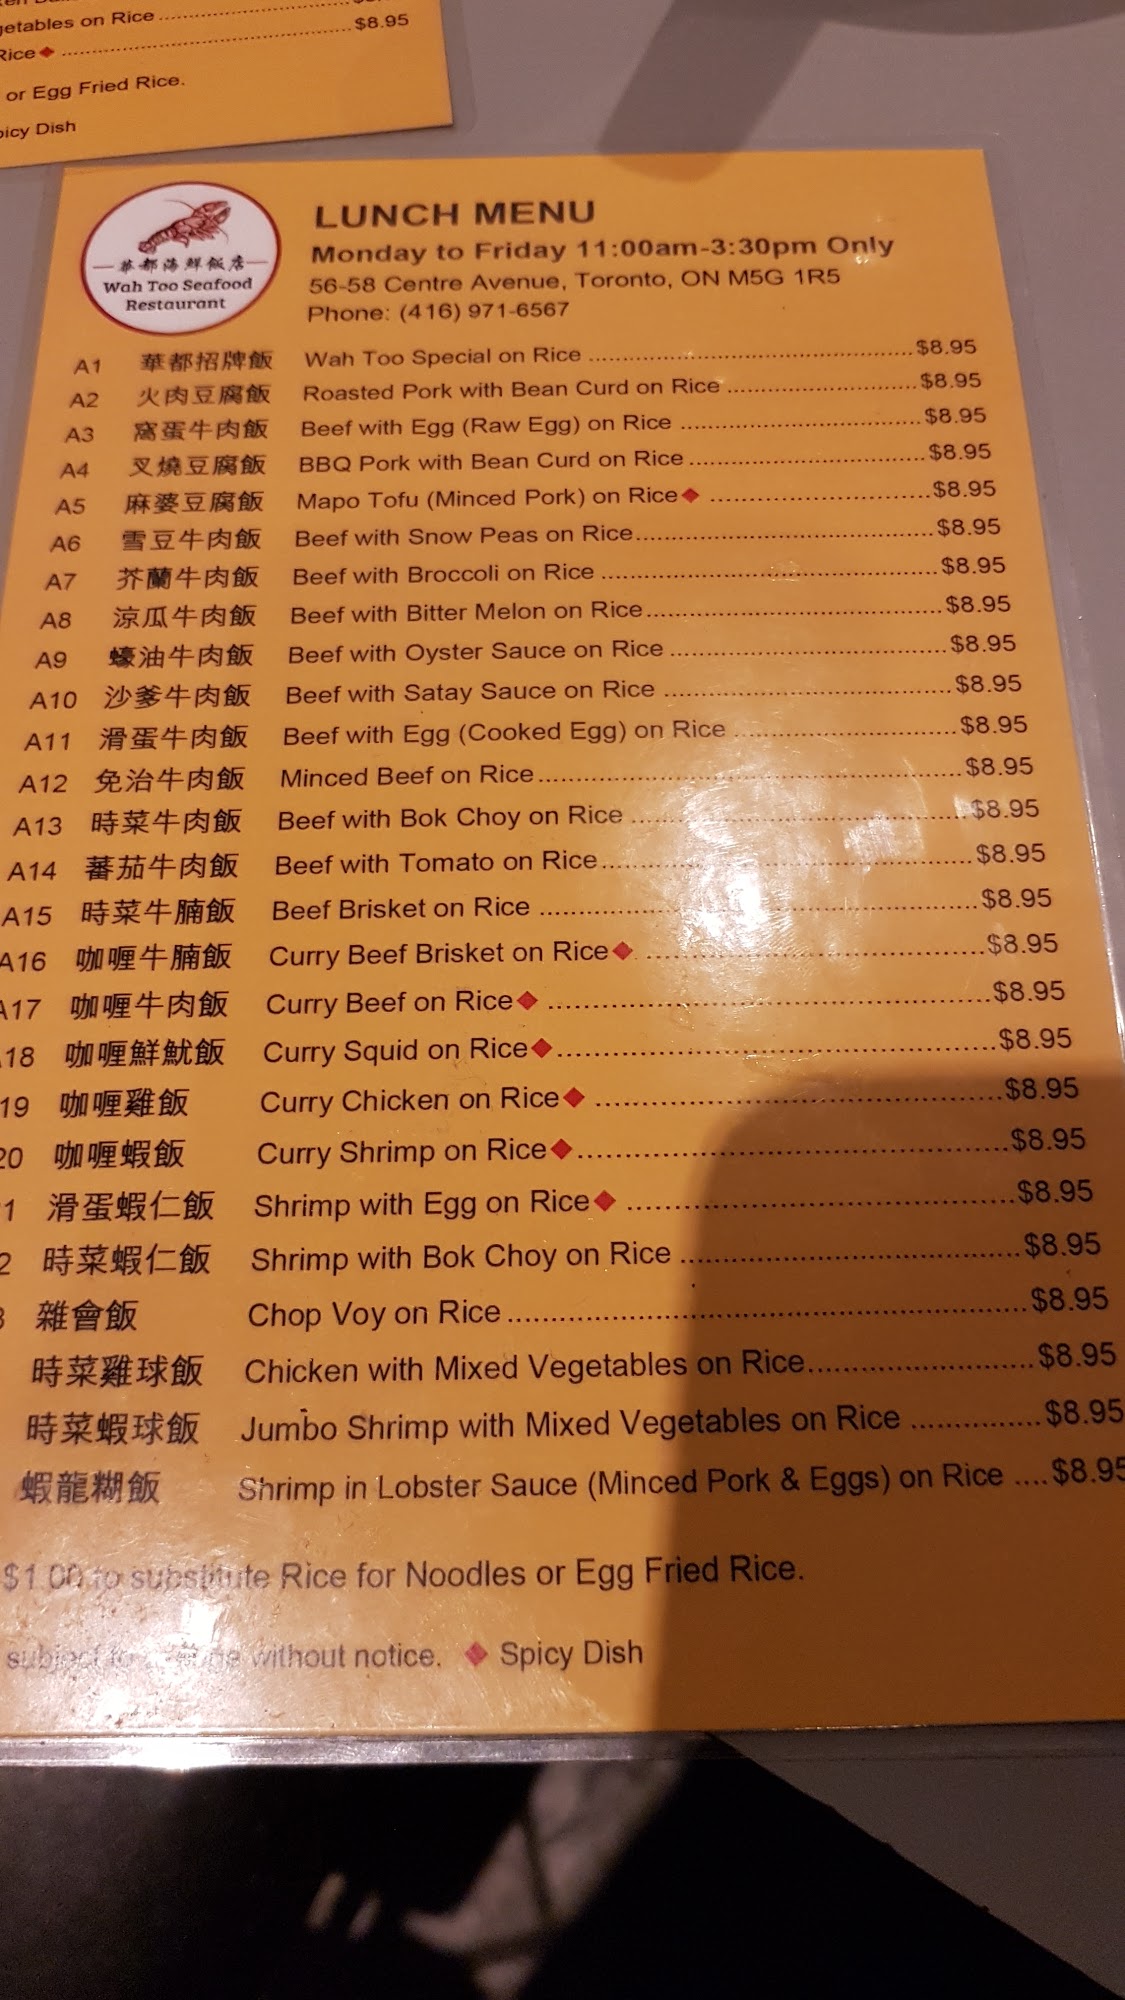 getables on Rice
Rice◆ $8.95
or Egg Fried Rice.
picy Dish
華都海鮮飯店
Wah Too Seafood
Restaurant
LUNCH MENU
Monday to Friday 11:00am-3:30pm Only
56-58 Centre Avenue, Toronto, ON M5G 1R5
Phone: (416) 971-6567
A1 華都招牌飯 Wah Too Special on Rice $8.95
A2 火肉豆腐飯 Roasted Pork with Bean Curd on Rice $8.95
A3 窩蛋牛肉飯 Beef with Egg (Raw Egg) on Rice $8.95
A4 叉燒豆腐飯 BBQ Pork with Bean Curd on Rice $8.95
A5 麻婆豆腐飯 Mapo Tofu (Minced Pork) on Rice◆ $8.95
A6 雪豆牛肉飯 Beef with Snow Peas on Rice $8.95
A7 芥蘭牛肉飯 Beef with Broccoli on Rice $8.95
A8 涼瓜牛肉飯 Beef with Bitter Melon on Rice $8.95
A9 蠔油牛肉飯 Beef with Oyster Sauce on Rice $8.95
A10 沙爹牛肉飯 Beef with Satay Sauce on Rice $8.95
A11 滑蛋牛肉飯 Beef with Egg (Cooked Egg) on Rice $8.95
A12 免治牛肉飯 Minced Beef on Rice $8.95
A13 時菜牛肉飯 Beef with Bok Choy on Rice $8.95
A14 蕃茄牛肉飯 Beef with Tomato on Rice $8.95
A15 時菜牛腩飯 Beef Brisket on Rice $8.95
A16 咖喱牛腩飯 Curry Beef Brisket on Rice◆ $8.95
A17 咖喱牛肉飯 Curry Beef on Rice◆ $8.95
18 咖喱鮮魷飯 Curry Squid on Rice◆ $8.95
19 咖喱雞飯 Curry Chicken on Rice◆ $8.95
20 咖喱蝦飯 Curry Shrimp on Rice◆ $8.95
1 滑蛋蝦仁飯 Shrimp with Egg on Rice◆ $8.95
2 時菜蝦仁飯 Shrimp with Bok Choy on Rice $8.95
3 雜會飯 Chop Voy on Rice $8.95
時菜雞球飯 Chicken with Mixed Vegetables on Rice $8.95
時菜蝦球飯 Jumbo Shrimp with Mixed Vegetables on Rice $8.95
蝦龍糊飯 Shrimp in Lobster Sauce (Minced Pork & Eggs) on Rice $8.95
$1.00 to substitute Rice for Noodles or Egg Fried Rice.
subject to change without notice. ◆ Spicy Dish